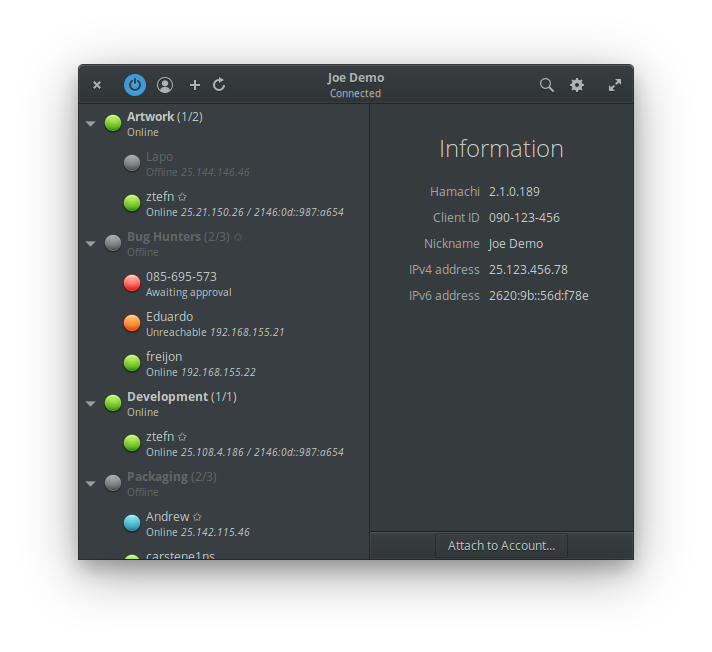 Joe Demo
Connected
Artwork (1/2)
Online
Lapo
Offline 25.144.146.46
ztefn ✩
Online 25.21.150.26 / 2146:0d::987:a654
Bug Hunters (2/3) ✩
Offline
085-695-573
Awaiting approval
Eduardo
Unreachable 192.168.155.21
freijon
Online 192.168.155.22
Development (1/1)
Online
ztefn ✩
Online 25.108.4.186 / 2146:0d::987:a654
Packaging (2/3)
Offline
Andrew ✩
Online 25.142.115.46
carstene1ns
Information
Hamachi 2.1.0.189
Client ID 090-123-456
Nickname Joe Demo
IPv4 address 25.123.456.78
IPv6 address 2620:9b::56d:f78e
Attach to Account...